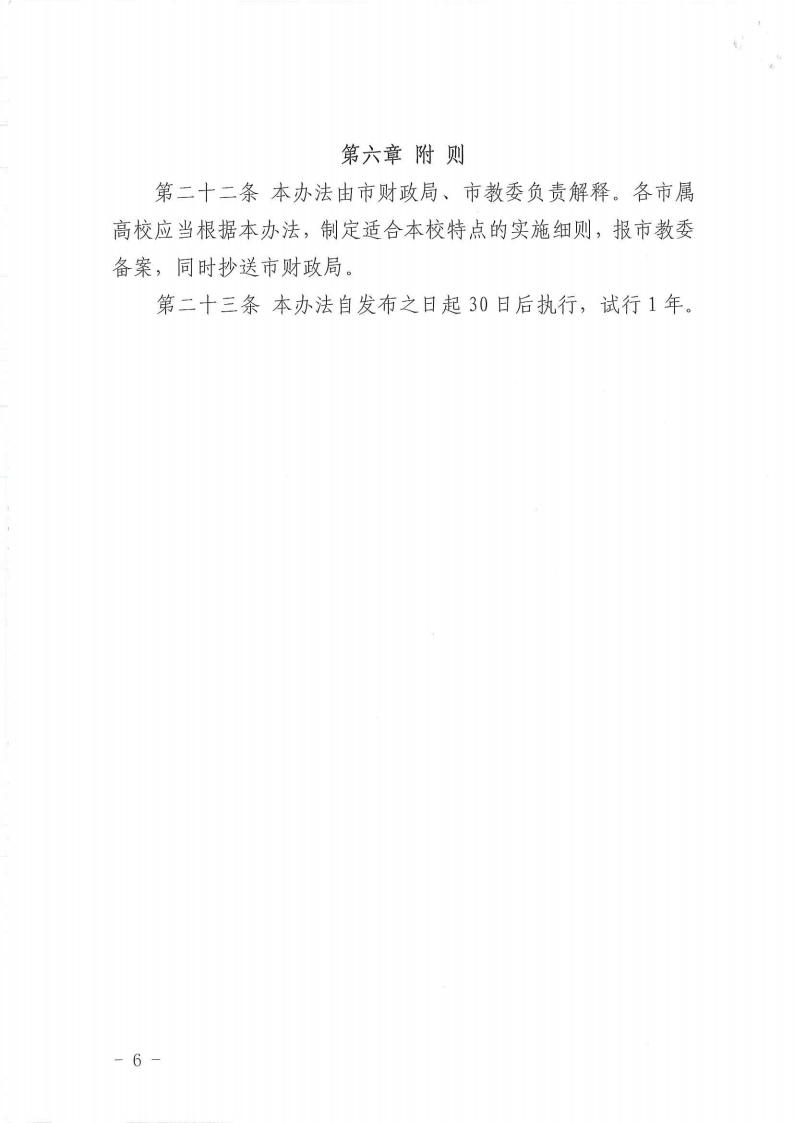 第六章 附 则
第二十二条 本办法由市财政局、市教委负责解释。各市属
高校应当根据本办法，制定适合本校特点的实施细则，报市教委
备案，同时抄送市财政局。
第二十三条 本办法自发布之日起 30 日后执行，试行 1 年。
- 6 -